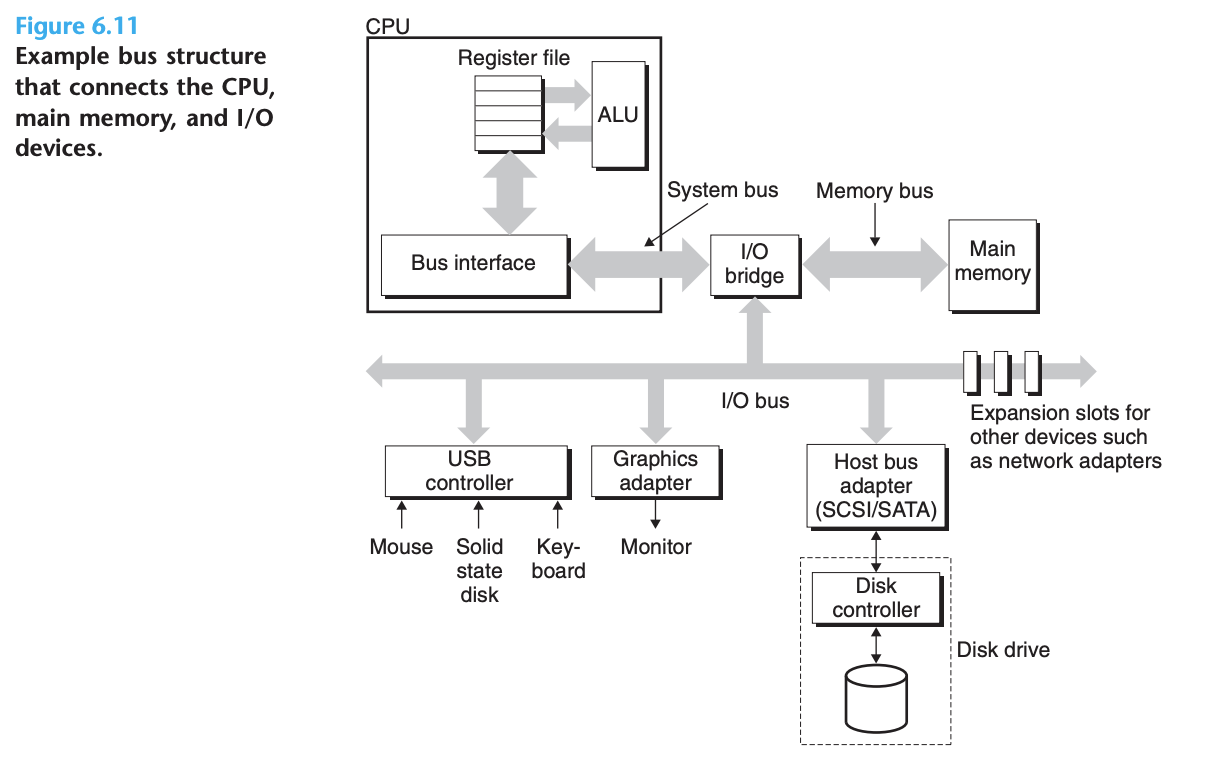 Figure 6.11
Example bus structure
that connects the CPU,
main memory, and I/O
devices.
CPU
Register file
ALU
System bus
Memory bus
Bus interface
I/O
bridge
Main
memory
I/O bus
Expansion slots for
other devices such
as network adapters
USB
controller
Graphics
adapter
Host bus
adapter
(SCSI/SATA)
Mouse
Solid
state
disk
Key-
board
Monitor
Disk
controller
Disk drive